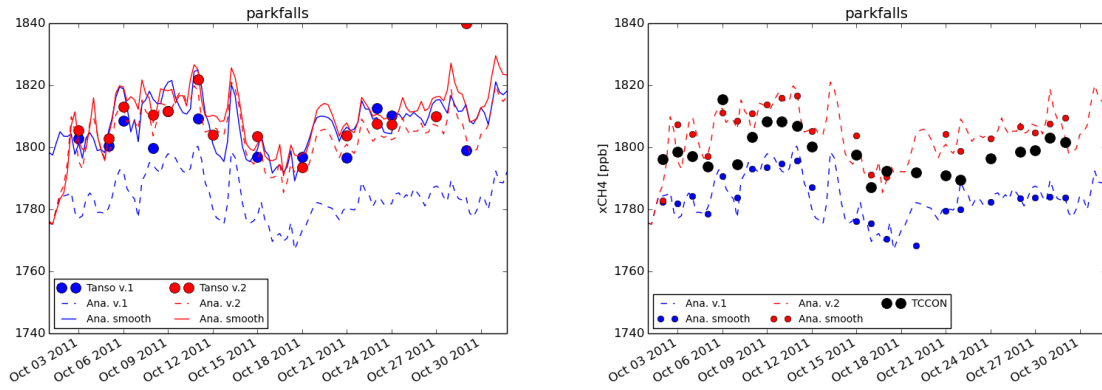 parkfalls
1840
1820
1800
1780
1760
1740
Tanso v.1
Ana. v.1
Ana. smooth
Tanso v.2
Ana. v.2
Ana. smooth
Oct 03 2011
Oct 06 2011
Oct 09 2011
Oct 12 2011
Oct 15 2011
Oct 18 2011
Oct 21 2011
Oct 24 2011
Oct 27 2011
Oct 30 2011
parkfalls
xCH4 [ppb]
1840
1820
1800
1780
1760
1740
Ana. v.1
Ana. smooth
Ana. v.2
Ana. smooth
TCCON
Oct 03 2011
Oct 06 2011
Oct 09 2011
Oct 12 2011
Oct 15 2011
Oct 18 2011
Oct 21 2011
Oct 24 2011
Oct 27 2011
Oct 30 2011